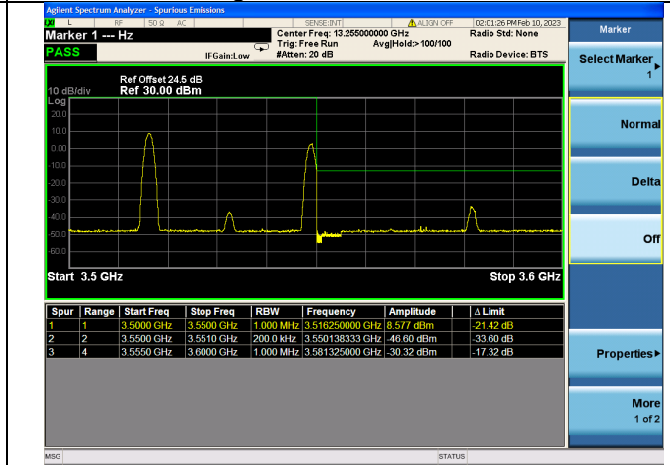 Agilent Spectrum Analyzer - Spurious Emissions
L RF 50 Ω AC SENSE:INT ALIGN OFF 02:01:26 PM Feb 10, 2023
Marker 1 --- Hz Center Freq: 13.255000000 GHz Radio Std: None
Trig: Free Run Avg|Hold:> 100/100
PASS IFGain:Low #Atten: 20 dB Radio Device: BTS
Ref Offset 24.5 dB
10 dB/div Ref 30.00 dBm
Log
20.0
10.0
0.00
-10.0
-20.0
-30.0
-40.0
-50.0
-60.0
Start 3.5 GHz Stop 3.6 GHz
Spur Range Start Freq Stop Freq RBW Frequency Amplitude Δ Limit
1 1 3.5000 GHz 3.5500 GHz 1.000 MHz 3.516250000 GHz 8.577 dBm -21.42 dB
2 2 3.5500 GHz 3.5510 GHz 200.0 kHz 3.550138333 GHz -46.60 dBm -33.60 dB
3 4 3.5550 GHz 3.6000 GHz 1.000 MHz 3.581325000 GHz -30.32 dBm -17.32 dB
MSC STATUS
Marker
Select Marker
1
Normal
Delta
Off
Properties
More
1 of 2